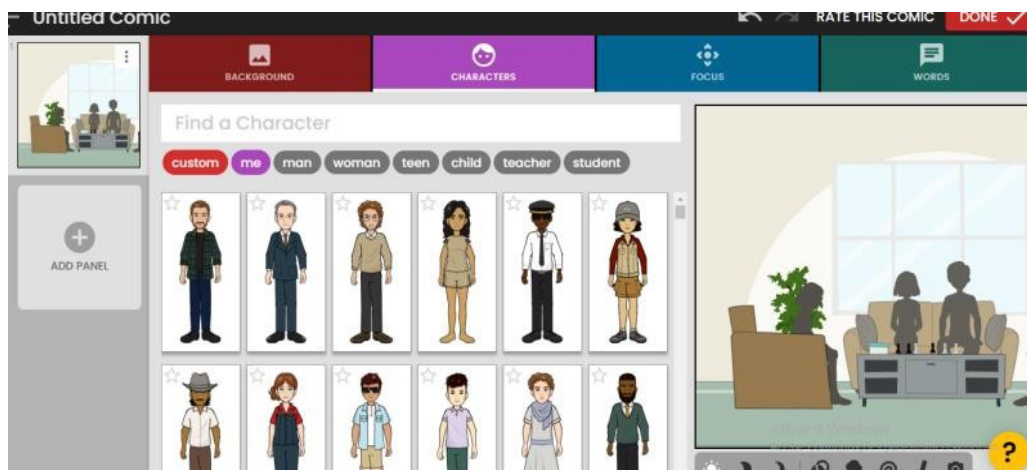 Untitled Comic
RATE THIS COMIC
DONE
1
BACKGROUND
CHARACTERS
FOCUS
WORDS
Find a Character
custom me man woman teen child teacher student
ADD PANEL
?